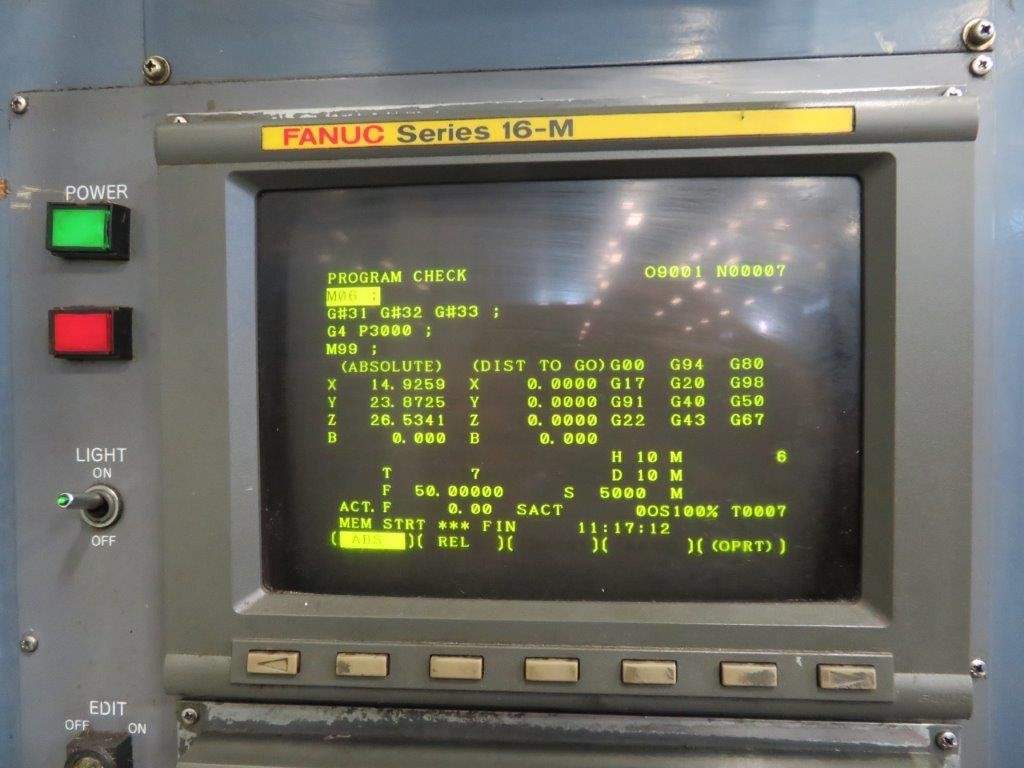 FANUC Series 16-M
POWER
PROGRAM CHECK O9001 N00007
M06 ;
G#31 G#32 G#33 ;
G4 P3000 ;
M99 ;
(ABSOLUTE) (DIST TO GO) G00 G94 G80
X 14.9259 X 0.0000 G17 G20 G98
Y 23.8725 Y 0.0000 G91 G40 G50
Z 26.5341 Z 0.0000 G22 G43 G67
B 0.000 B 0.000
H 10 M 6
T 7 D 10 M
F 50.00000 S 5000 M
ACT.F 0.00 SACT 0OS100% T0007
MEM STRT *** FIN 11:17:12
( ABS )( REL )( )( )( (OPRT) )
LIGHT
ON
OFF
EDIT
OFF ON